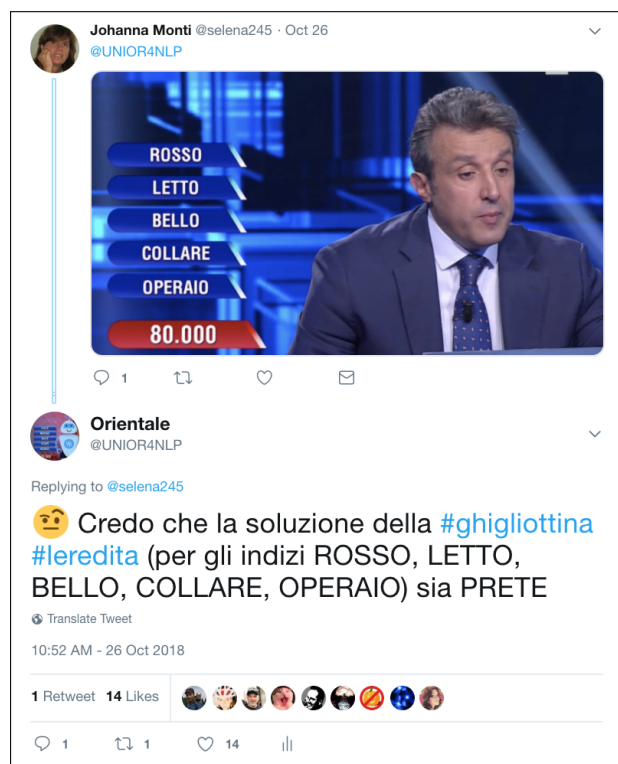 Johanna Monti @selena245 · Oct 26
@UNIOR4NLP
ROSSO
LETTO
BELLO
COLLARE
OPERAIO
80.000
1
Orientale
@UNIOR4NLP
Replying to @selena245
🤨 Credo che la soluzione della #ghigliottina
#leredita (per gli indizi ROSSO, LETTO,
BELLO, COLLARE, OPERAIO) sia PRETE
Translate Tweet
10:52 AM - 26 Oct 2018
1 Retweet 14 Likes
1 1 14